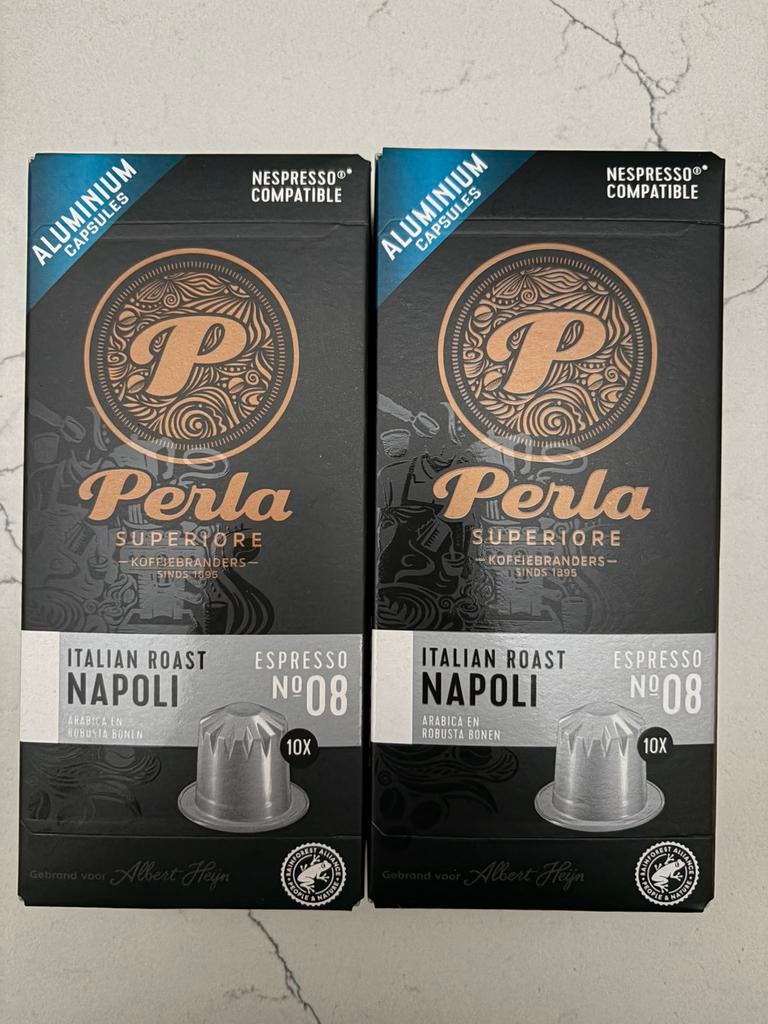 ALUMINIUM
CAPSULES
NESPRESSO®*
COMPATIBLE
P
Perla
SUPERIORE
KOFFIEBRANDERS
SINDS 1895
ITALIAN ROAST
NAPOLI
ARABICA EN
ROBUSTA BONEN
ESPRESSO
Nº08
10X
Gebrand voor Albert Heijn
RAINFOREST ALLIANCE
PEOPLE & NATURE
ALUMINIUM
CAPSULES
NESPRESSO®*
COMPATIBLE
P
Perla
SUPERIORE
KOFFIEBRANDERS
SINDS 1895
ITALIAN ROAST
NAPOLI
ARABICA EN
ROBUSTA BONEN
ESPRESSO
Nº08
10X
Gebrand voor Albert Heijn
RAINFOREST ALLIANCE
PEOPLE & NATURE